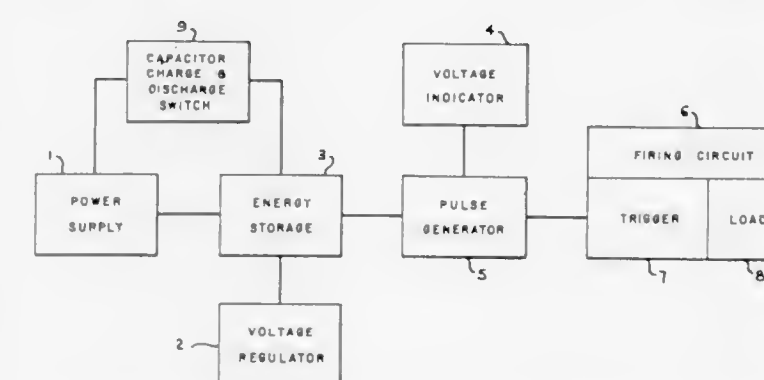 9
CAPACITOR
CHARGE &
DISCHARGE
SWITCH
4
VOLTAGE
INDICATOR
6
FIRING CIRCUIT
1
POWER
SUPPLY
3
ENERGY
STORAGE
PULSE
GENERATOR
5
TRIGGER
7
LOAD
8
2
VOLTAGE
REGULATOR